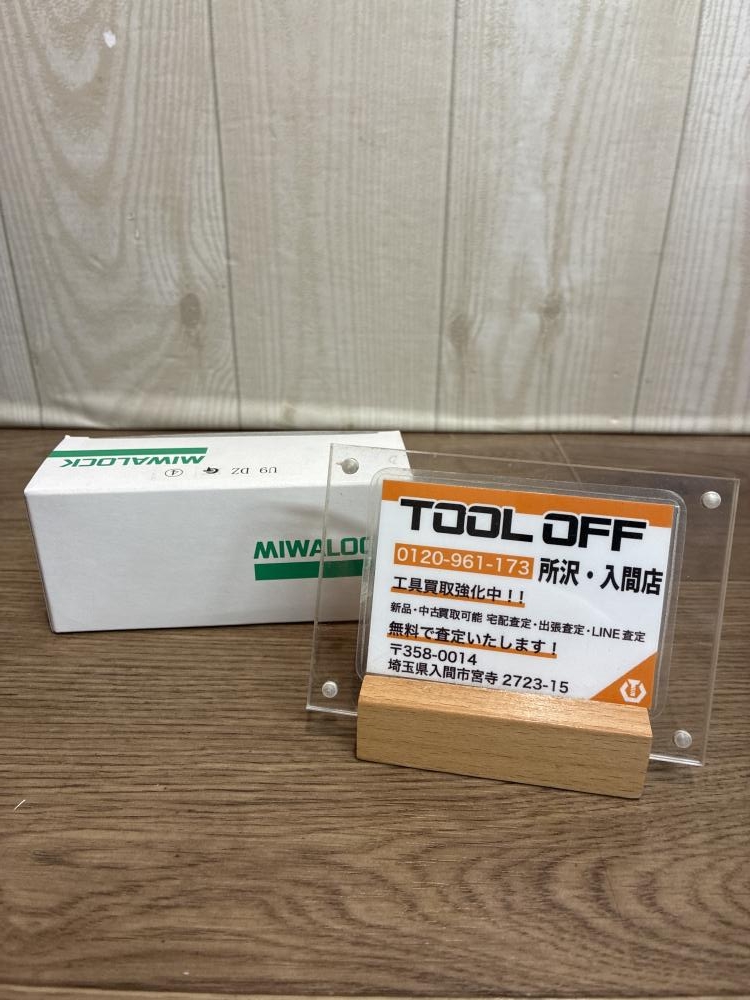 MIWALOCK
U9 DZ G ④
MIWALOC
TOOL OFF
0120-961-173 所沢・入間店
工具買取強化中！！
新品・中古買取可能 宅配査定・出張査定・LINE査定
無料で査定いたします！
〒358-0014
埼玉県入間市宮寺 2723-15